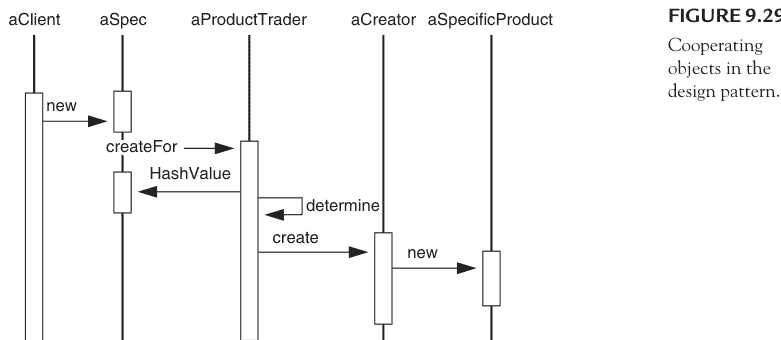 aClient aSpec aProductTrader aCreator aSpecificProduct
new
createFor
HashValue
determine
create
new
FIGURE 9.29
Cooperating
objects in the
design pattern.